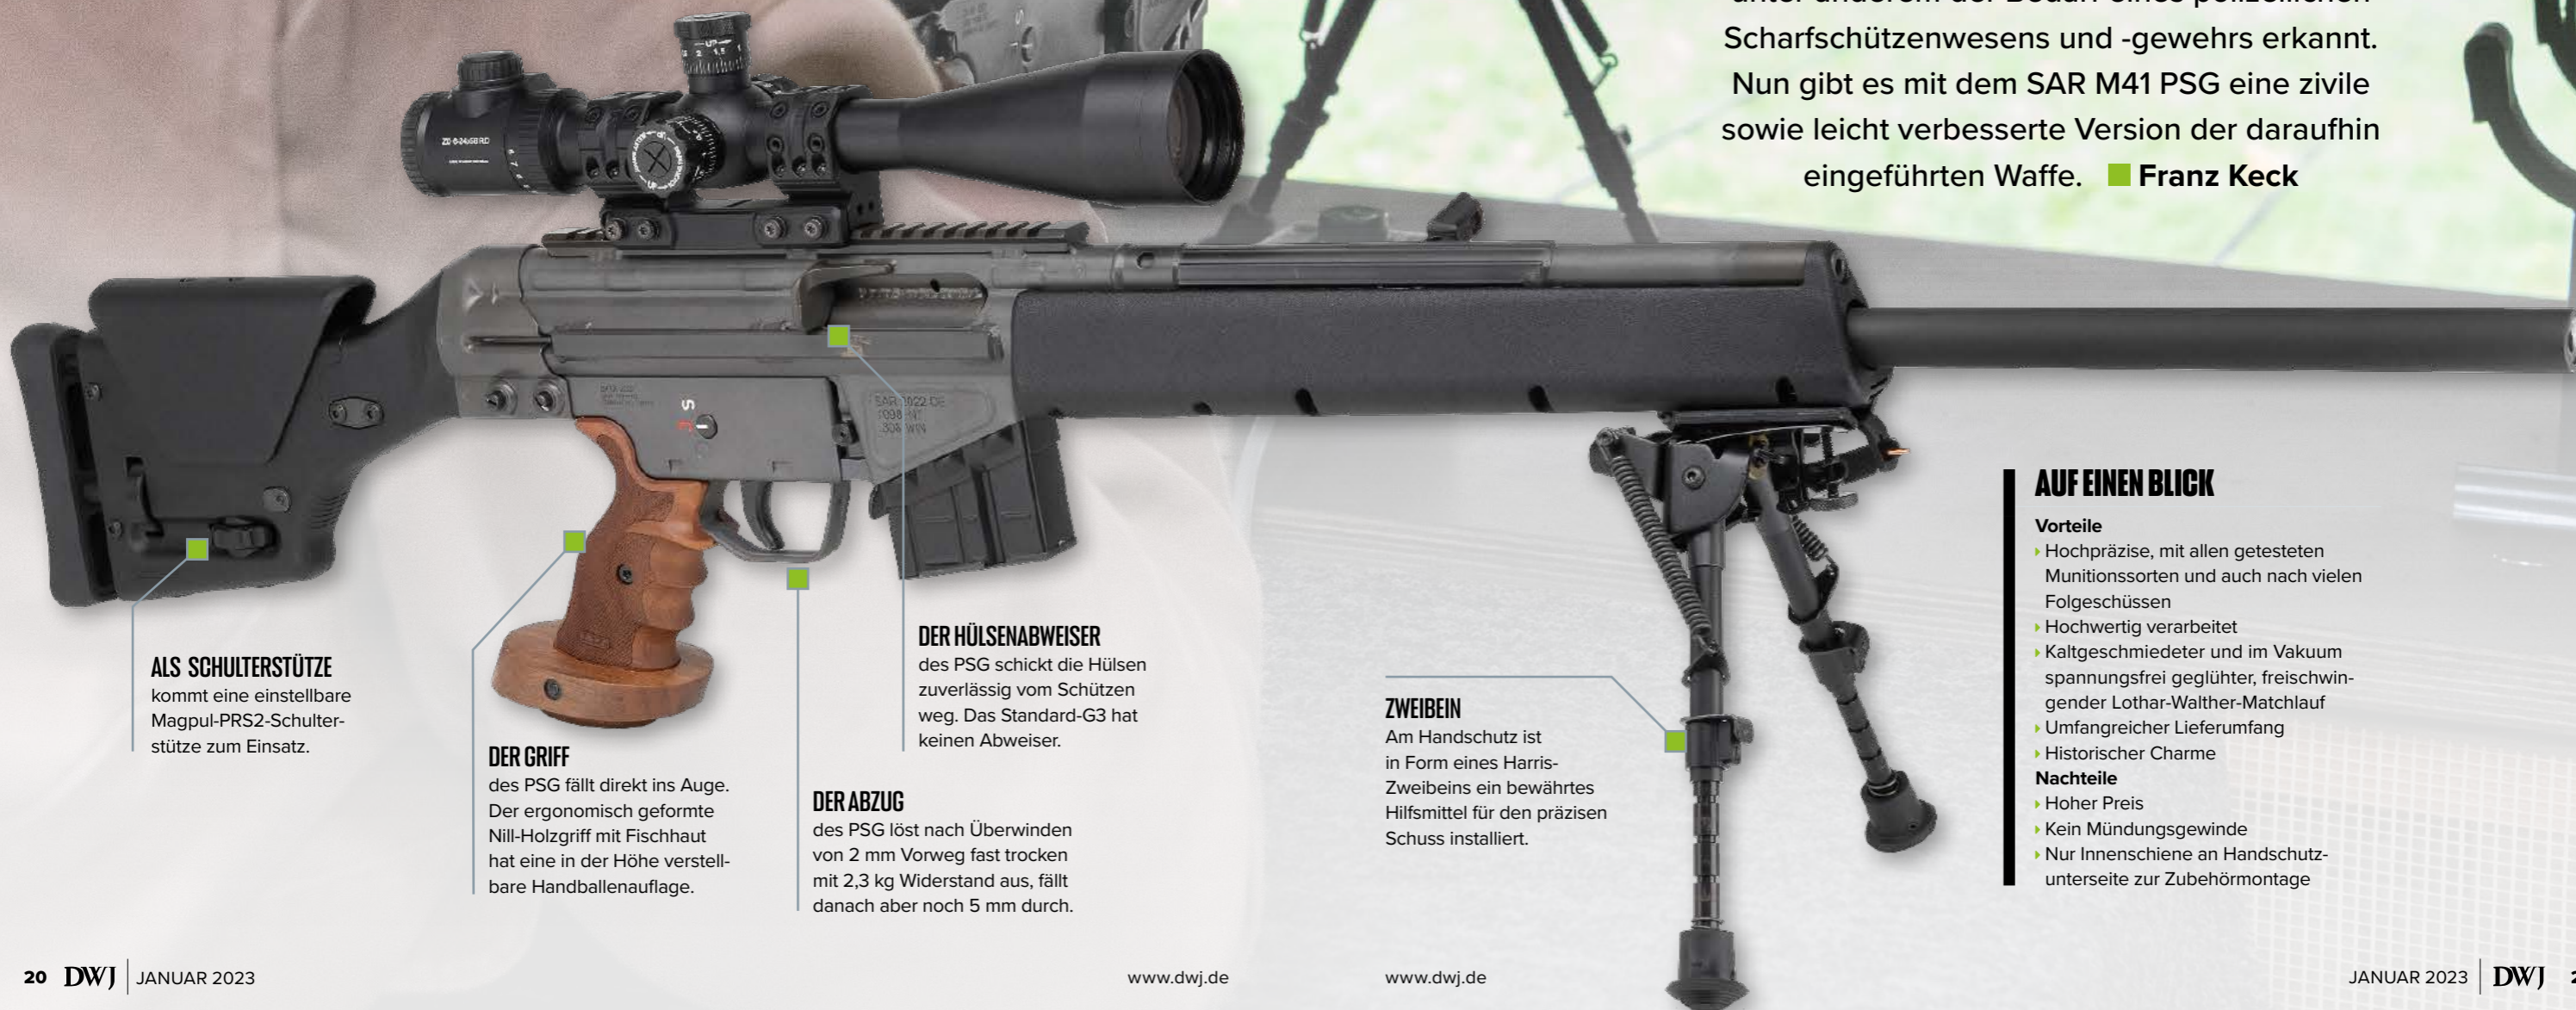 Scharfschützenwesens und -gewehrs erkannt.
Nun gibt es mit dem SAR M41 PSG eine zivile
sowie leicht verbesserte Version der daraufhin
eingeführten Waffe. Franz Keck
UP
S
SAR 2022 DE
.308 WIN
ALS SCHULTERSTÜTZE
kommt eine einstellbare
Magpul-PRS2-Schulter-
stütze zum Einsatz.
DER GRIFF
des PSG fällt direkt ins Auge.
Der ergonomisch geformte
Nill-Holzgriff mit Fischhaut
hat eine in der Höhe verstell-
bare Handballenauflage.
DER ABZUG
des PSG löst nach Überwinden
von 2 mm Vorweg fast trocken
mit 2,3 kg Widerstand aus, fällt
danach aber noch 5 mm durch.
DER HÜLSENABWEISER
des PSG schickt die Hülsen
zuverlässig vom Schützen
weg. Das Standard-G3 hat
keinen Abweiser.
ZWEIBEIN
Am Handschutz ist
in Form eines Harris-
Zweibeins ein bewährtes
Hilfsmittel für den präzisen
Schuss installiert.
AUF EINEN BLICK
Vorteile
Hochpräzise, mit allen getesteten
Munitionssorten und auch nach vielen
Folgeschüssen
Hochwertig verarbeitet
Kaltgeschmiedeter und im Vakuum
spannungsfrei geglühter, freischwin-
gender Lothar-Walther-Matchlauf
Umfangreicher Lieferumfang
Historischer Charme
Nachteile
Hoher Preis
Kein Mündungsgewinde
Nur Innenschiene an Handschutz-
unterseite zur Zubehörmontage
20 DWJ | JANUAR 2023
www.dwj.de
www.dwj.de
JANUAR 2023 | DWJ